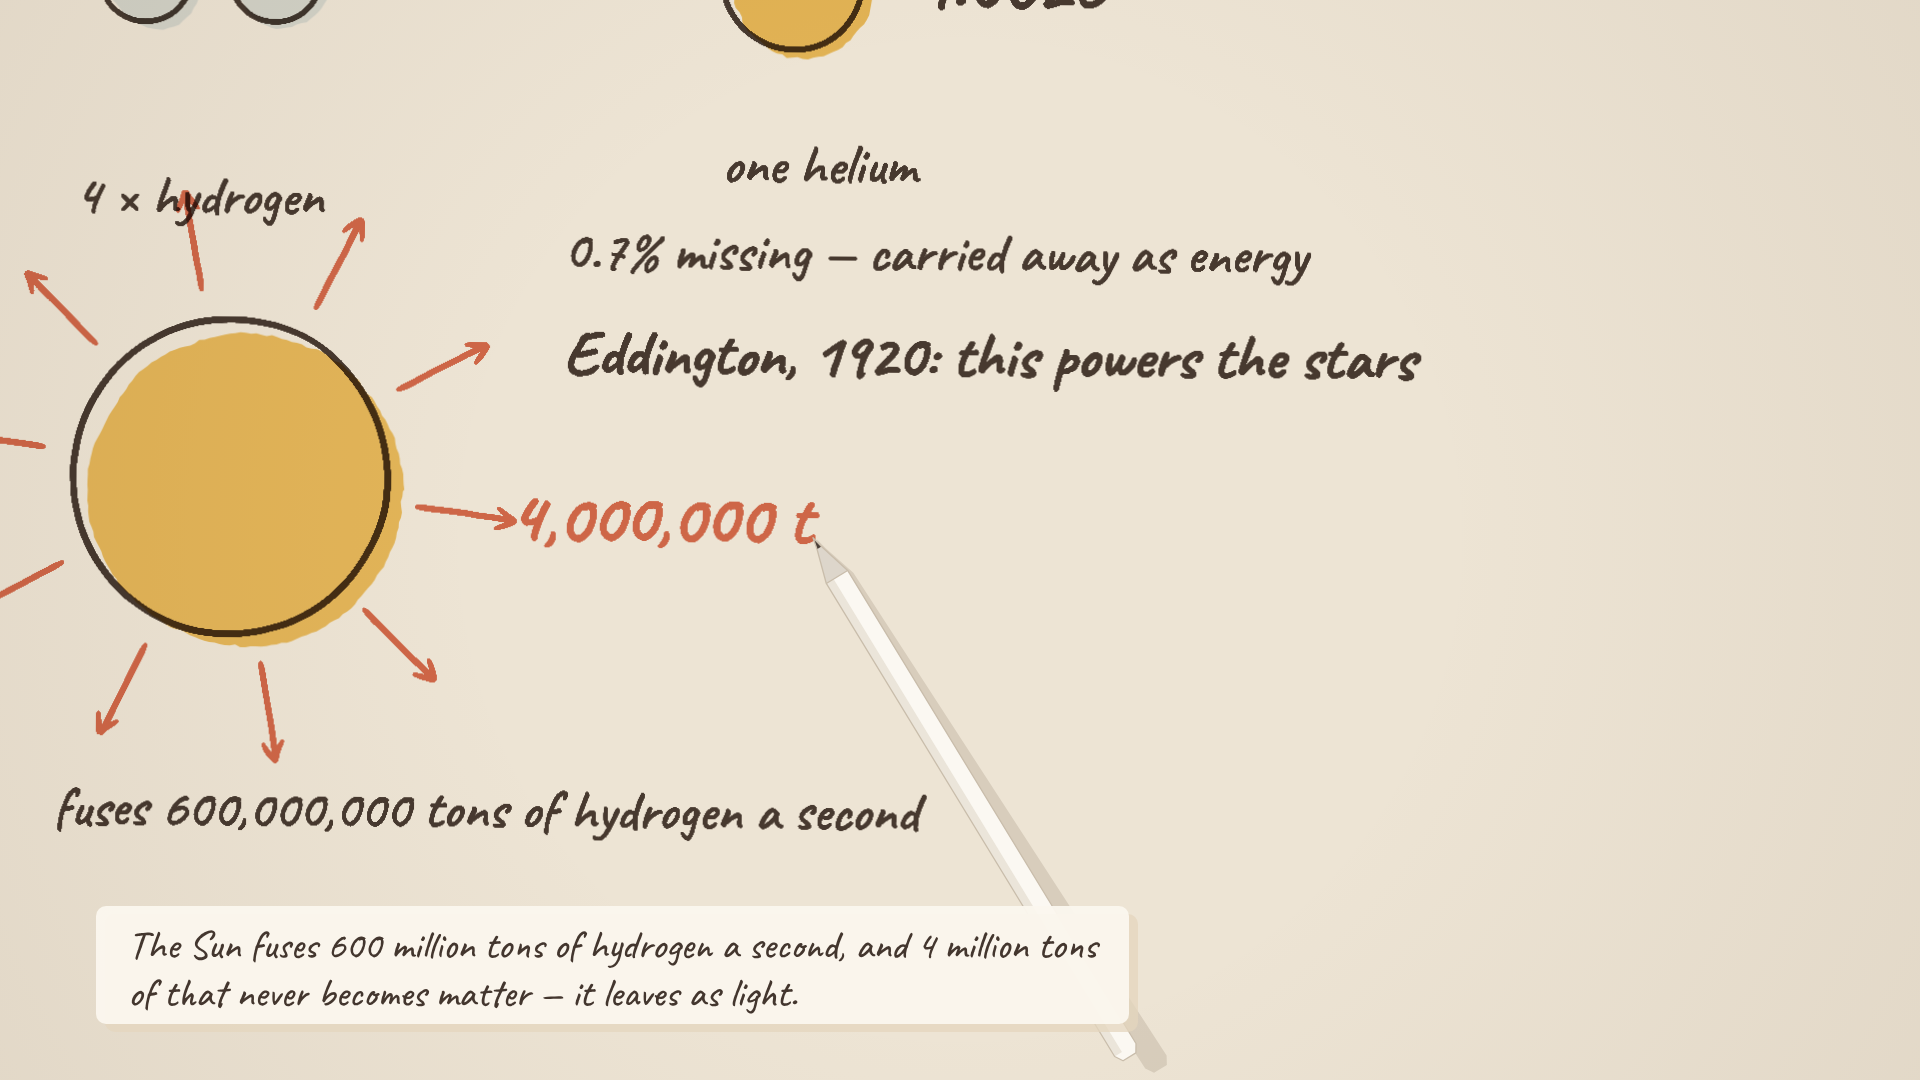 4 × hydrogen
one helium
0.7% missing — carried away as energy
Eddington, 1920: this powers the stars
4,000,000 t
fuses 600,000,000 tons of hydrogen a second
The Sun fuses 600 million tons of hydrogen a second, and 4 million tons
of that never becomes matter — it leaves as light.